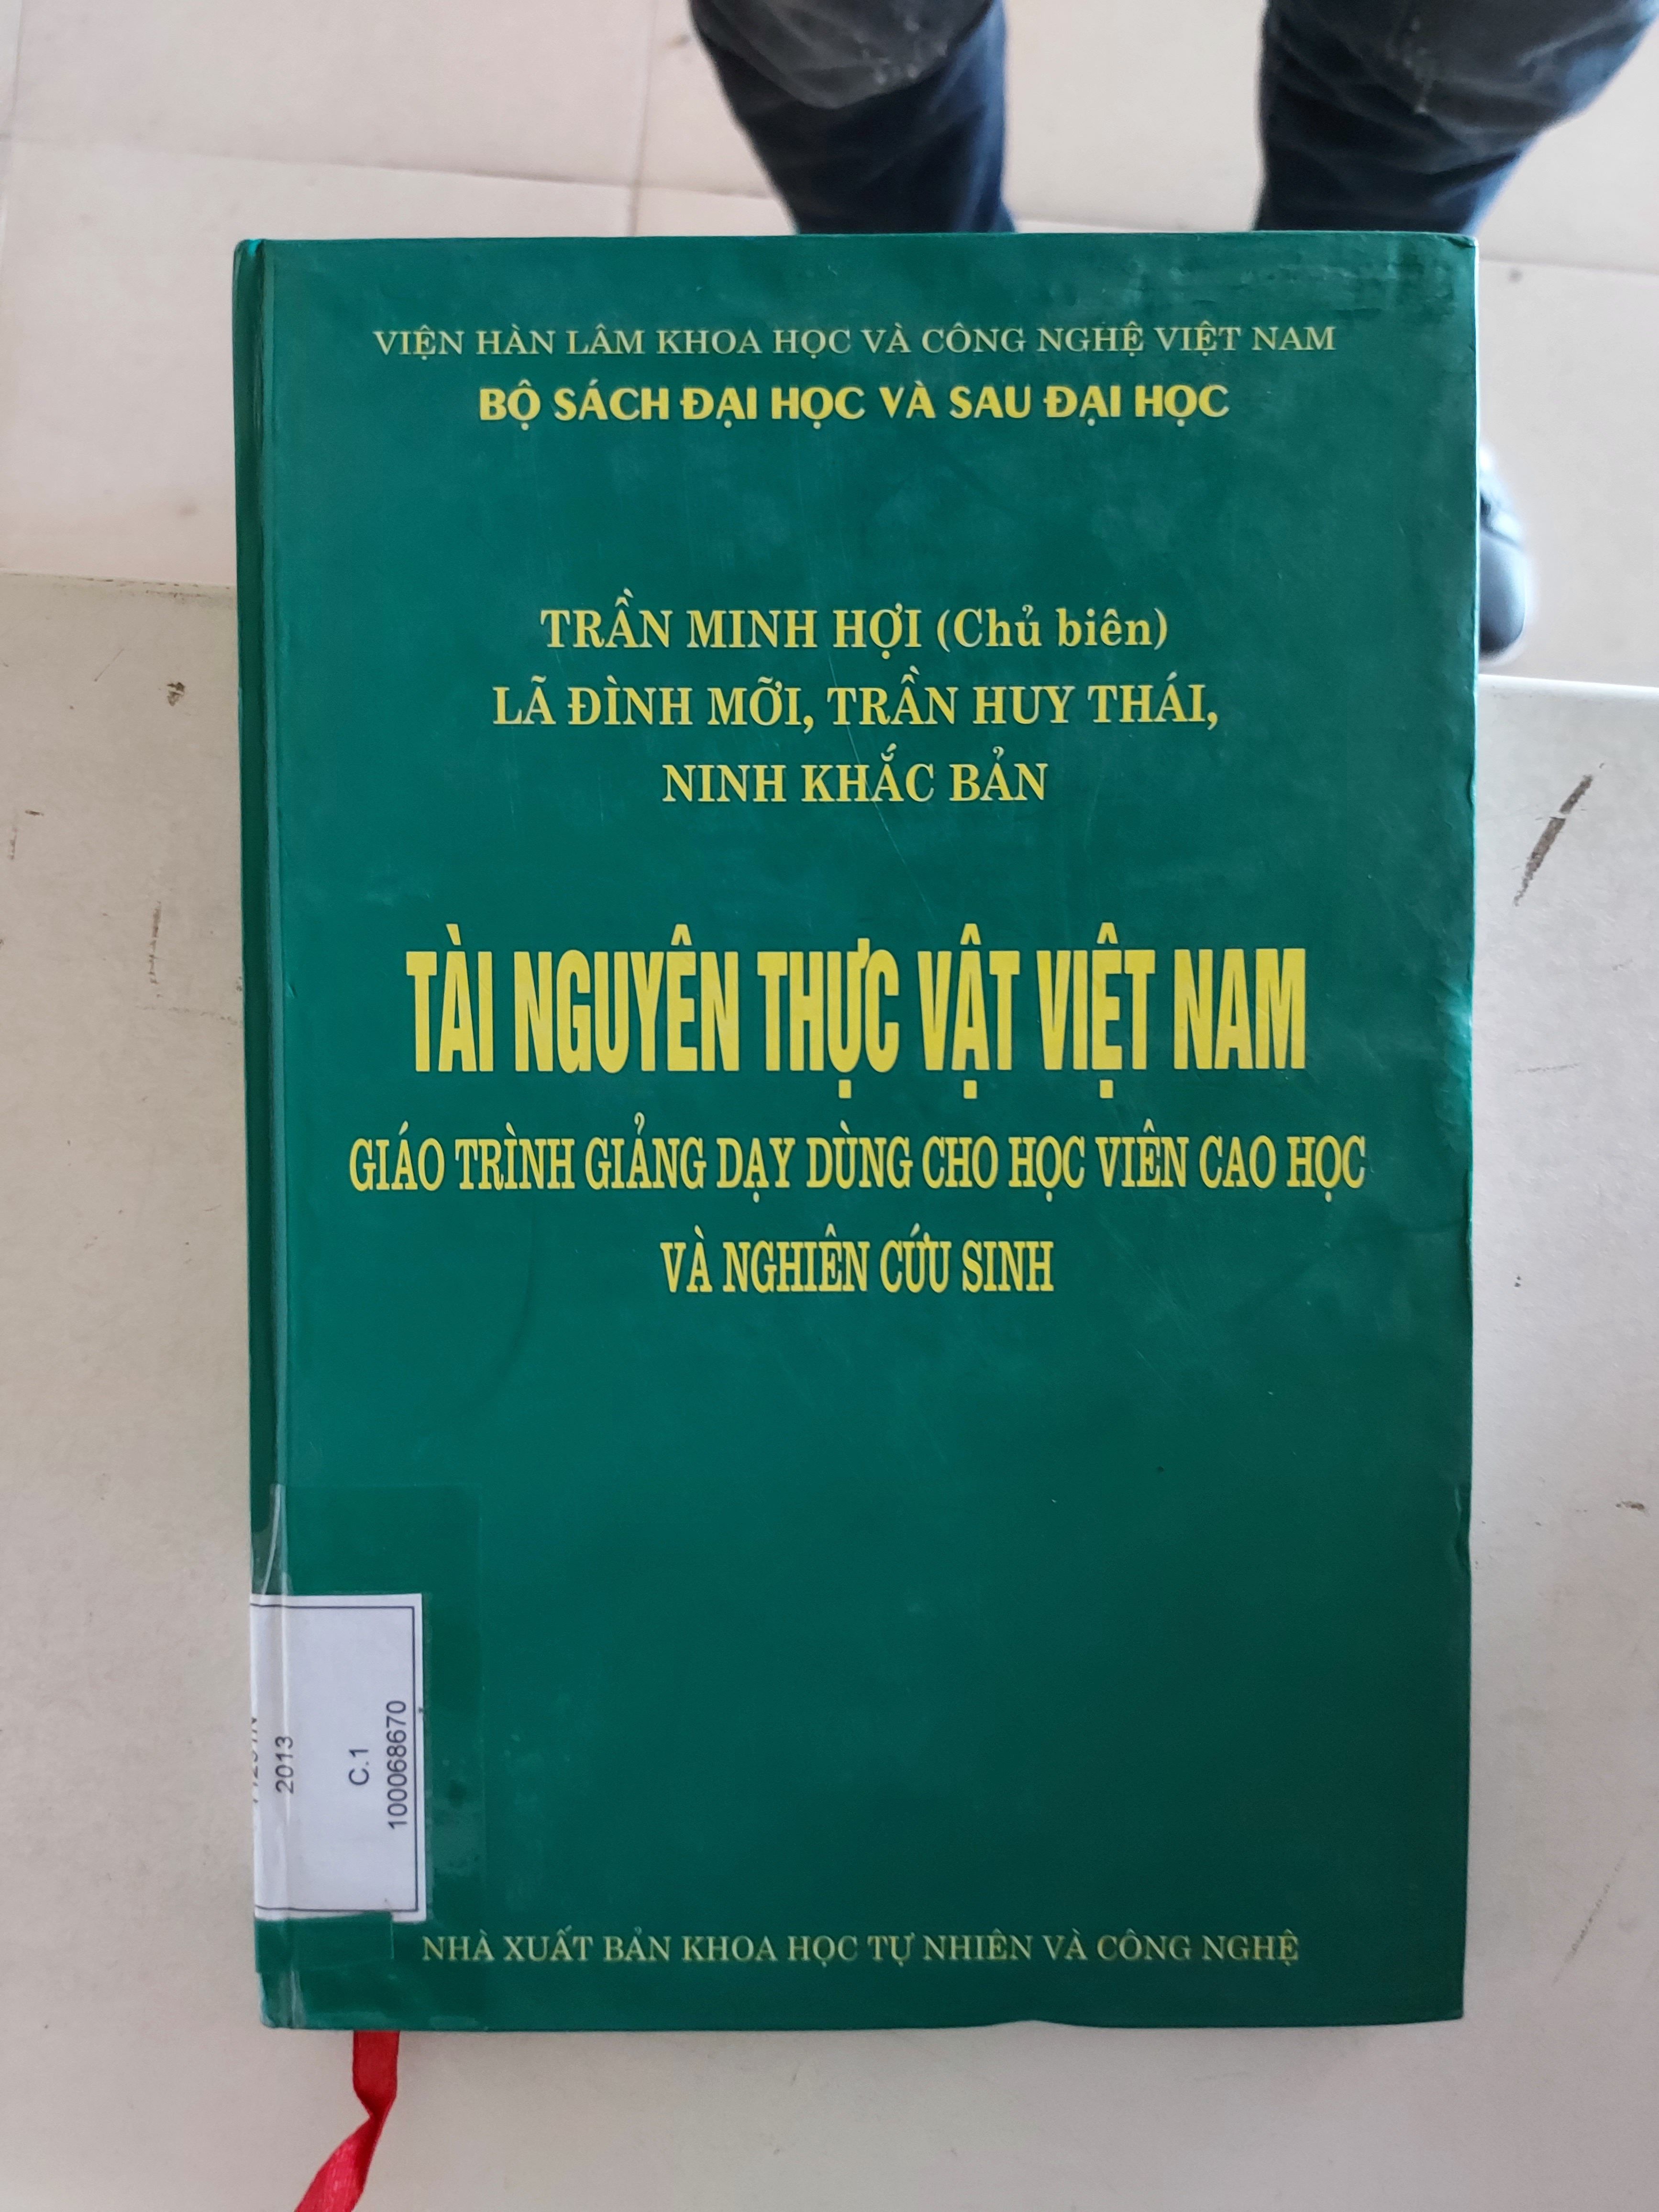 VIỆN HÀN LÂM KHOA HỌC VÀ CÔNG NGHỆ VIỆT NAM
BỘ SÁCH ĐẠI HỌC VÀ SAU ĐẠI HỌC
TRẦN MINH HỢI (Chủ biên)
LÃ ĐÌNH MỠI, TRẦN HUY THÁI,
NINH KHẮC BẢN
TÀI NGUYÊN THỰC VẬT VIỆT NAM
GIÁO TRÌNH GIẢNG DẠY DÙNG CHO HỌC VIÊN CAO HỌC
VÀ NGHIÊN CỨU SINH
2013
C.1
100068670
NHÀ XUẤT BẢN KHOA HỌC TỰ NHIÊN VÀ CÔNG NGHỆ